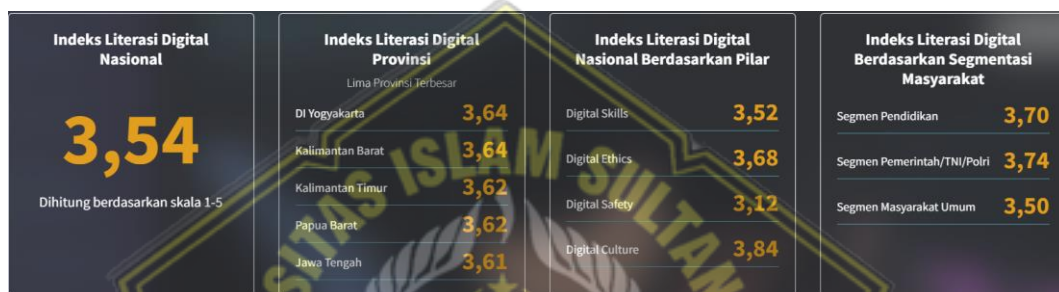 Indeks Literasi Digital
Nasional
3,54
Dihitung berdasarkan skala 1-5
Indeks Literasi Digital
Provinsi
Lima Provinsi Terbesar
DI Yogyakarta 3,64
Kalimantan Barat 3,64
Kalimantan Timur 3,62
Papua Barat 3,62
Jawa Tengah 3,61
Indeks Literasi Digital
Nasional Berdasarkan Pilar
Digital Skills 3,52
Digital Ethics 3,68
Digital Safety 3,12
Digital Culture 3,84
Indeks Literasi Digital
Berdasarkan Segmentasi
Masyarakat
Segmen Pendidikan 3,70
Segmen Pemerintah/TNI/Polri 3,74
Segmen Masyarakat Umum 3,50
ISLAM SULTAN